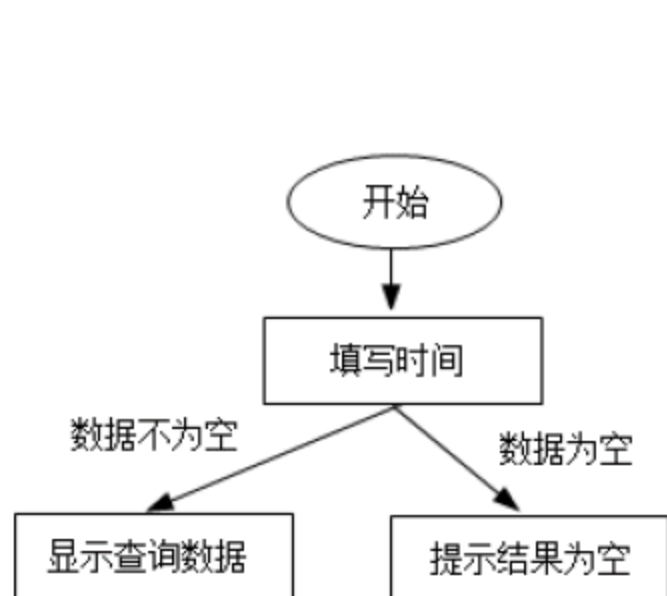 开始
填写时间
数据不为空
数据为空
显示查询数据
提示结果为空